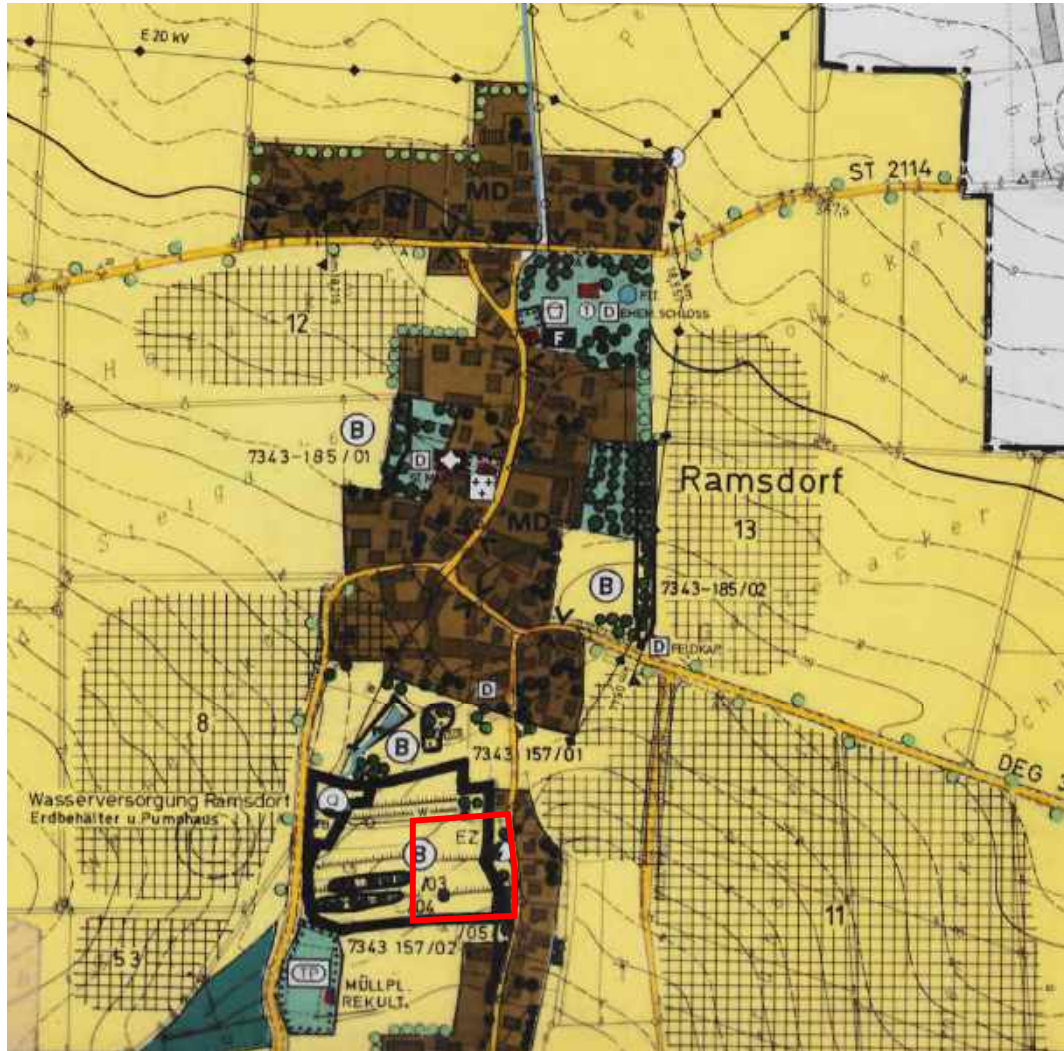 E 20 kV
MD
ST 2114
12
FIT
T
D
EHEM. SCHLOSS
F
B
7343-185/01
D
Ramsdorf
MD
13
B
7343-185/02
D
FELDKAP.
8
D
B
7343 157/01
DEG
Wasserversorgung Ramsdorf
Erdbehälter u. Pumphaus
Q
W
EZ
B
/03
/04
/05
11
7343 157/02
53
TP
MÜLLPL.
REKULT.